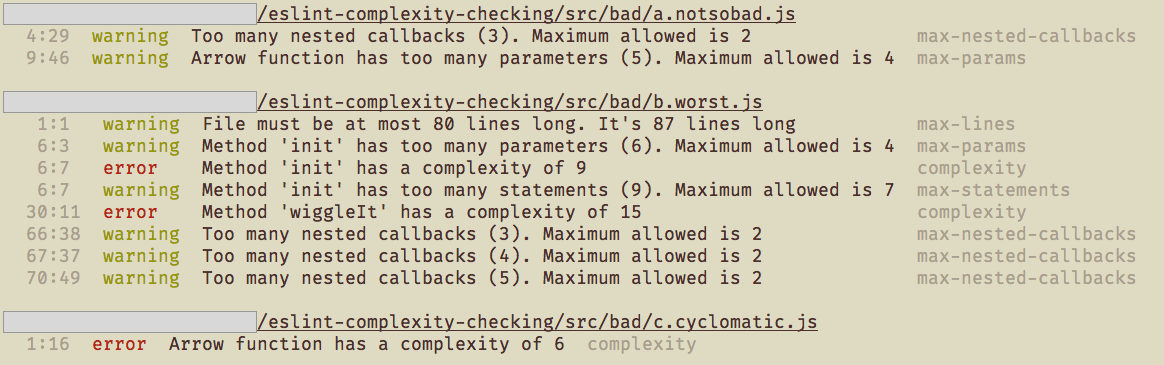 /eslint-complexity-checking/src/bad/a.notsobad.js
4:29 warning Too many nested callbacks (3). Maximum allowed is 2 max-nested-callbacks
9:46 warning Arrow function has too many parameters (5). Maximum allowed is 4 max-params
/eslint-complexity-checking/src/bad/b.worst.js
1:1 warning File must be at most 80 lines long. It's 87 lines long max-lines
6:3 warning Method 'init' has too many parameters (6). Maximum allowed is 4 max-params
6:7 error Method 'init' has a complexity of 9 complexity
6:7 warning Method 'init' has too many statements (9). Maximum allowed is 7 max-statements
30:11 error Method 'wiggleIt' has a complexity of 15 complexity
66:38 warning Too many nested callbacks (3). Maximum allowed is 2 max-nested-callbacks
67:37 warning Too many nested callbacks (4). Maximum allowed is 2 max-nested-callbacks
70:49 warning Too many nested callbacks (5). Maximum allowed is 2 max-nested-callbacks
/eslint-complexity-checking/src/bad/c.cyclomatic.js
1:16 error Arrow function has a complexity of 6 complexity